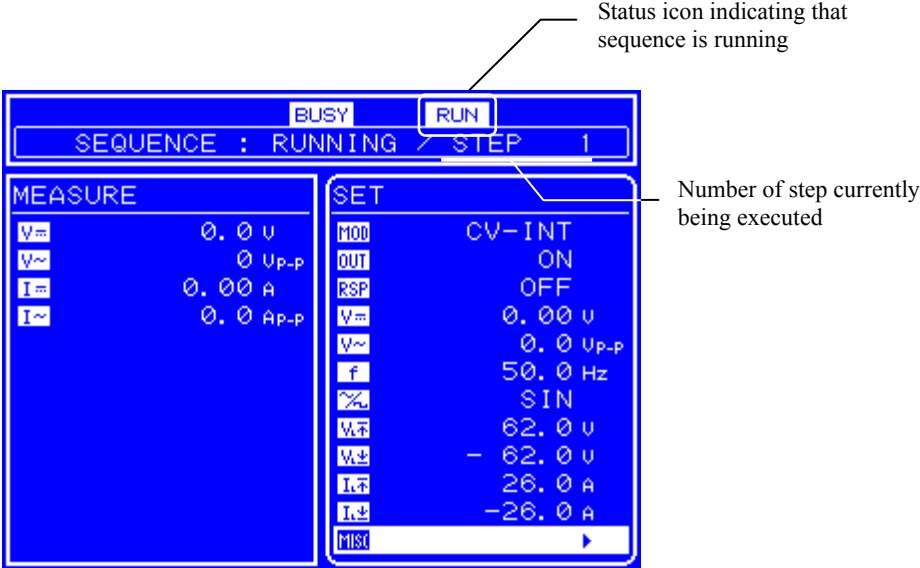 Status icon indicating that
sequence is running
BUSY RUN
SEQUENCE : RUNNING / STEP 1
Number of step currently
being executed
MEASURE
V⎓ 0.0 V
V~ 0 Vp-p
I⎓ 0.00 A
I~ 0.0 Ap-p
SET
MOD CV-INT
OUT ON
RSP OFF
V⎓ 0.00 V
V~ 0.0 Vp-p
f 50.0 Hz
SIN
V 62.0 V
V - 62.0 V
I 26.0 A
I -26.0 A
MISC